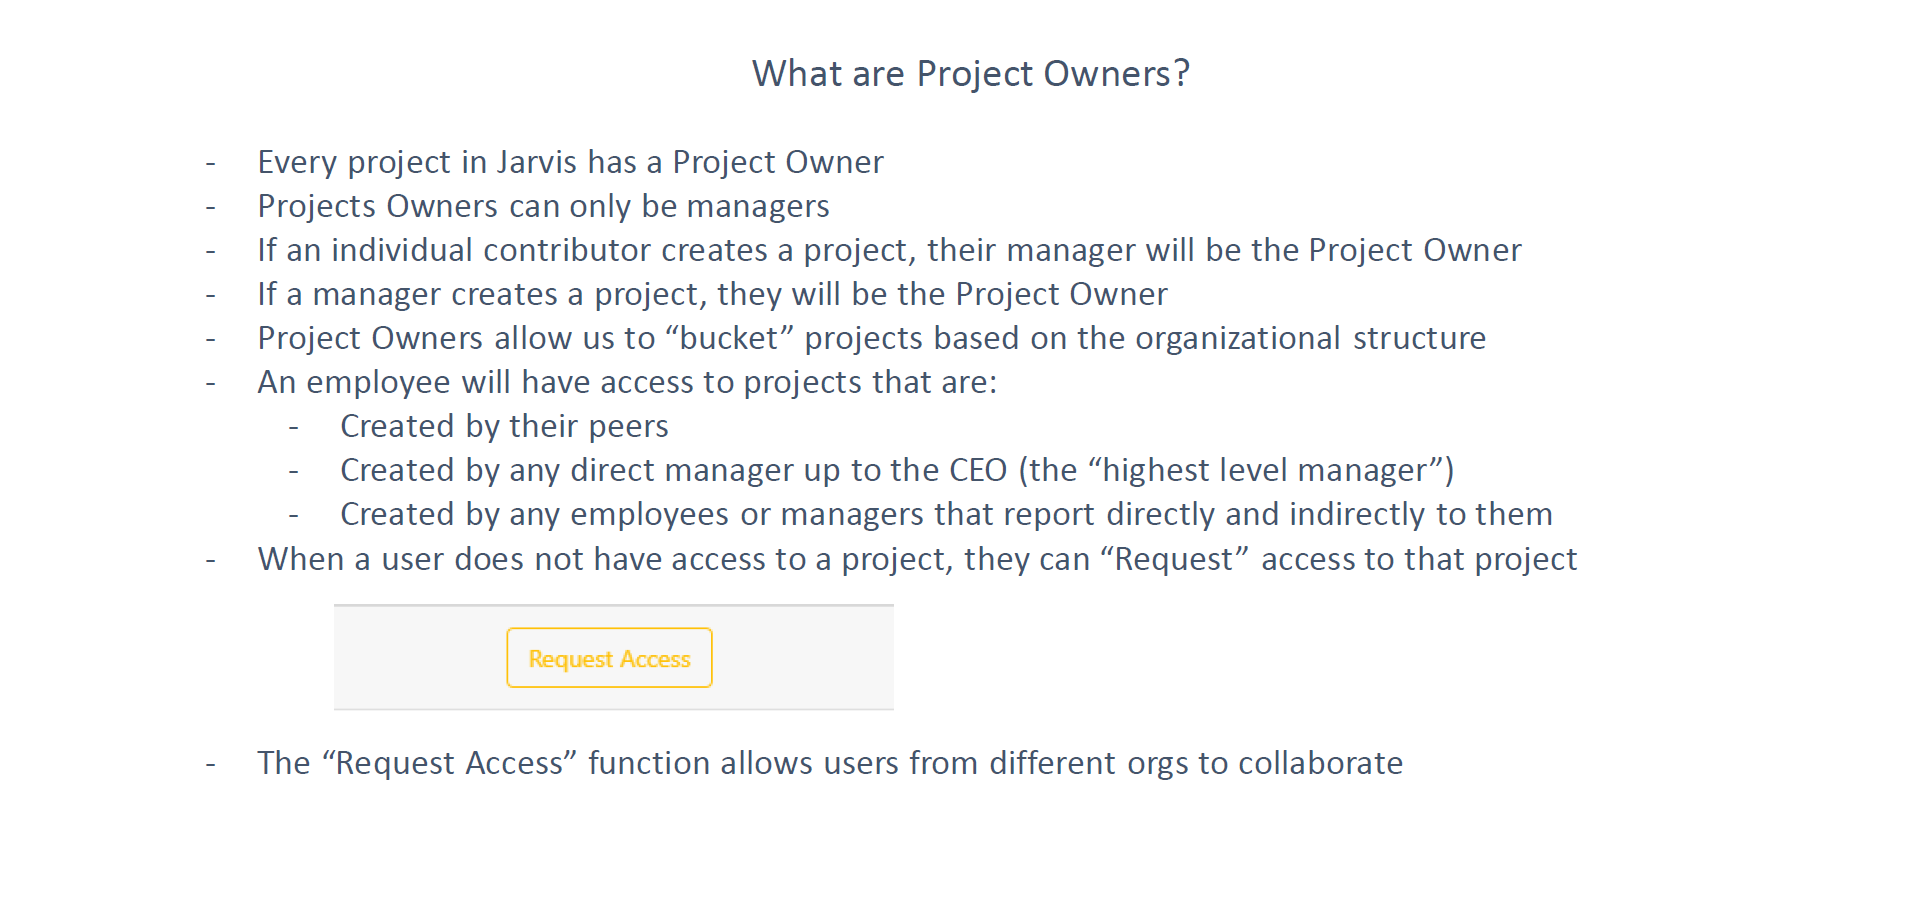 What are Project Owners?
- Every project in Jarvis has a Project Owner
- Projects Owners can only be managers
- If an individual contributor creates a project, their manager will be the Project Owner
- If a manager creates a project, they will be the Project Owner
- Project Owners allow us to “bucket” projects based on the organizational structure
- An employee will have access to projects that are:
- Created by their peers
- Created by any direct manager up to the CEO (the “highest level manager”)
- Created by any employees or managers that report directly and indirectly to them
- When a user does not have access to a project, they can “Request” access to that project
Request Access
- The “Request Access” function allows users from different orgs to collaborate